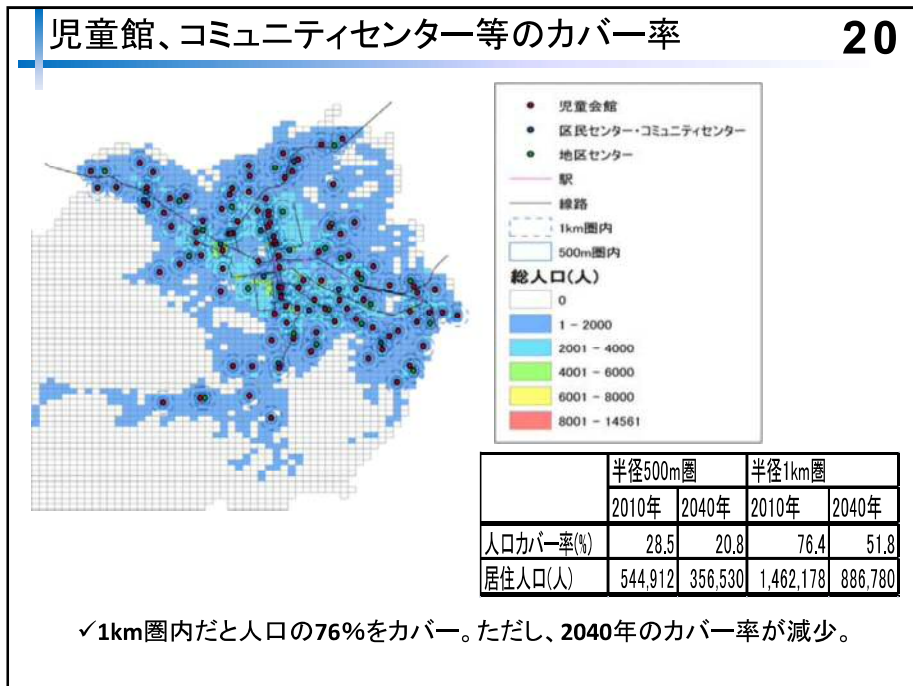 児童館、コミュニティセンター等のカバー率
20
児童会館
区民センター・コミュニティセンター
地区センター
駅
線路
1km圏内
500m圏内
総人口(人)
0
1 - 2000
2001 - 4000
4001 - 6000
6001 - 8000
8001 - 14561
半径500m圏 半径1km圏
2010年 2040年 2010年 2040年
人口カバー率(%) 28.5 20.8 76.4 51.8
居住人口(人) 544,912 356,530 1,462,178 886,780
✓1km圏内だと人口の76%をカバー。ただし、2040年のカバー率が減少。